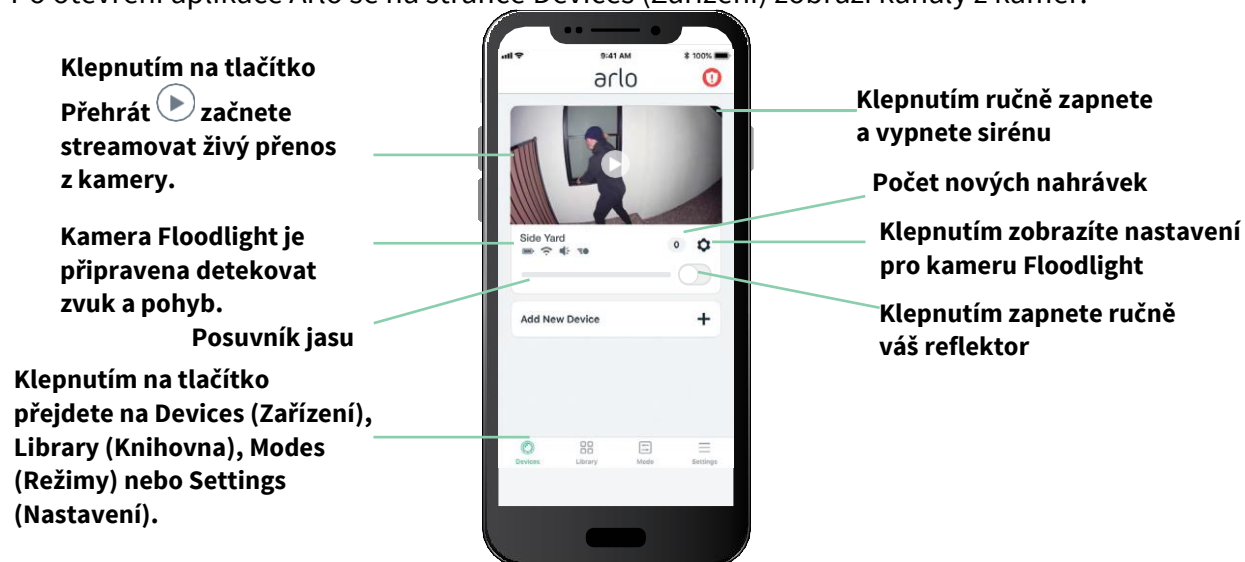 Po otevření aplikace Arlo se na stránce Devices (Zařízení) zobrazí kanály z kamer.
Klepnutím na tlačítko
Přehrát začnete
streamovat živý přenos
z kamery.
Kamera Floodlight je
připravena detekovat
zvuk a pohyb.
Posuvník jasu
Klepnutím na tlačítko
přejdete na Devices (Zařízení),
Library (Knihovna), Modes
(Režimy) nebo Settings
(Nastavení).
9:41 AM
100%
arlo
Side Yard
0
Add New Device
Devices
Library
Mode
Settings
Klepnutím ručně zapnete
a vypnete sirénu
Počet nových nahrávek
Klepnutím zobrazíte nastavení
pro kameru Floodlight
Klepnutím zapnete ručně
váš reflektor